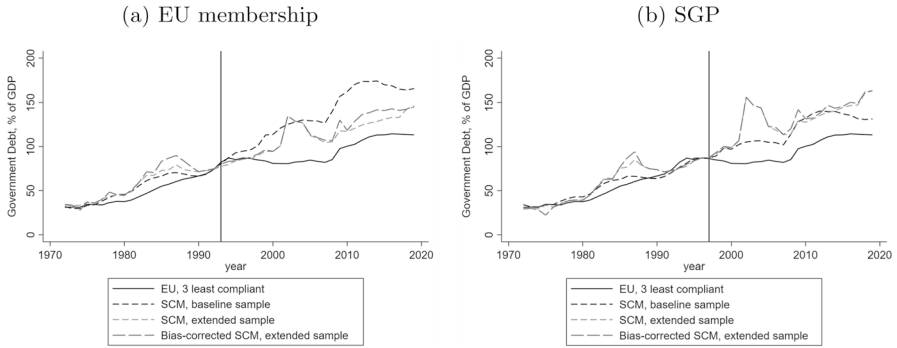 (a) EU membership
Government Debt, % of GDP
200
150
100
50
0
1970 1980 1990 2000 2010 2020
year
EU, 3 least compliant
SCM, baseline sample
SCM, extended sample
Bias-corrected SCM, extended sample
(b) SGP
Government Debt, % of GDP
200
150
100
50
0
1970 1980 1990 2000 2010 2020
year
EU, 3 least compliant
SCM, baseline sample
SCM, extended sample
Bias-corrected SCM, extended sample